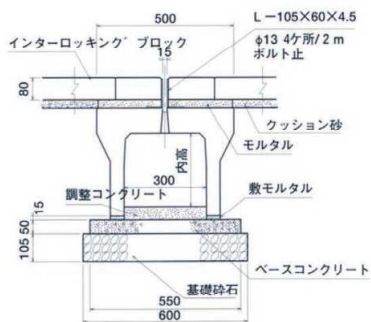 500
L－105×60×4.5
インターロッキング ブロック
15
φ13 4ケ所/2m
ボルト止
80
クッション砂
モルタル
内高
300
調整コンクリート
敷モルタル
15
50
105
ベースコンクリート
基礎砕石
550
600